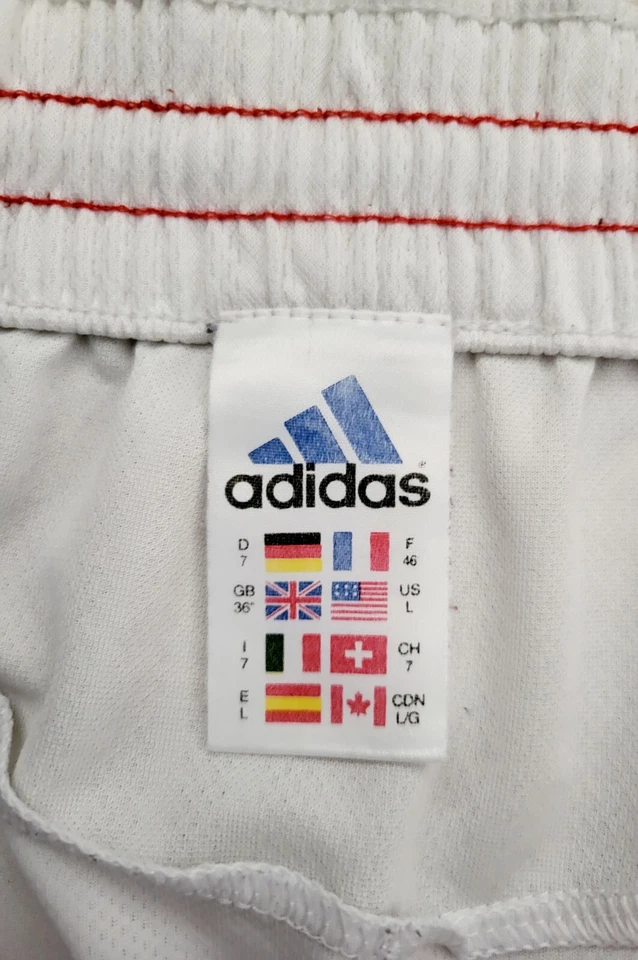 adidas®
D F
7 46
GB US
36" L
I CH
7 7
E CDN
L L/G